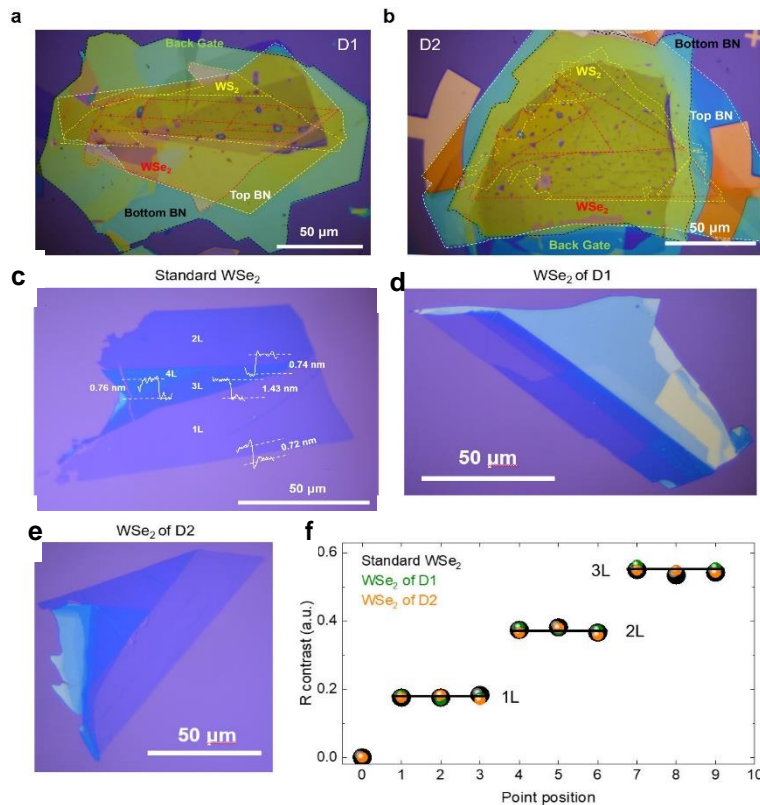 a
Back Gate
D1
WS₂
WSe₂
Top BN
Bottom BN
50 µm
b
D2
Bottom BN
WS₂
Top BN
WSe₂
Back Gate
50 µm
c
Standard WSe₂
2L
4L
0.74 nm
0.76 nm
3L
1.43 nm
1L
0.72 nm
50 µm
d
WSe₂ of D1
50 µm
e
WSe₂ of D2
50 µm
f
Standard WSe₂
WSe₂ of D1
WSe₂ of D2
3L
2L
1L
R contrast (a.u.)
0.6
0.4
0.2
0.0
0 1 2 3 4 5 6 7 8 9 10
Point position